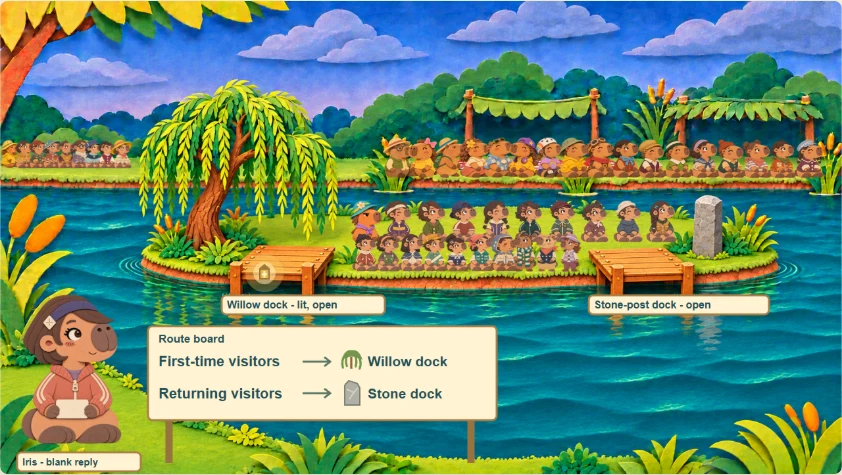 Willow dock - lit, open
Stone-post dock - open
Route board
First-time visitors → Willow dock
Returning visitors → Stone dock
Iris - blank reply